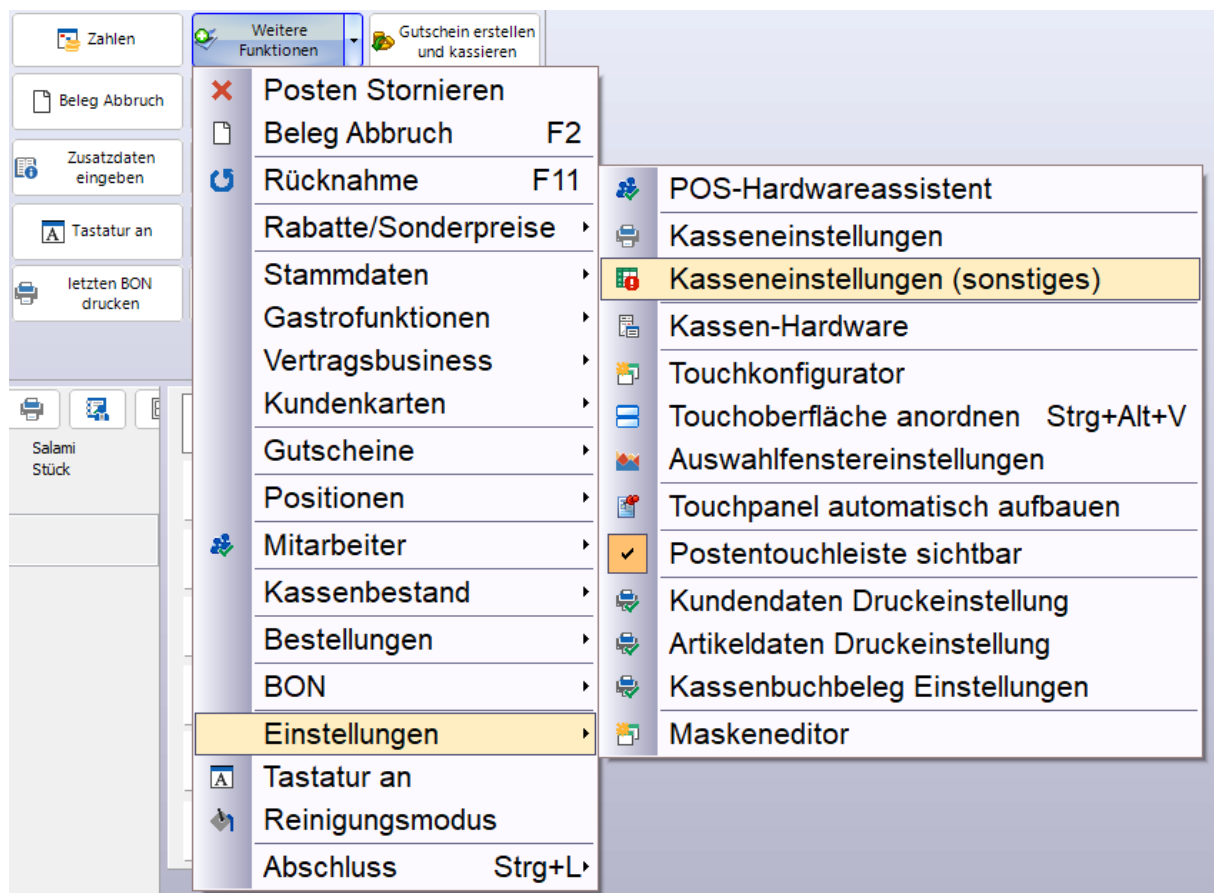 Zahlen
Weitere
Funktionen
Gutschein erstellen
und kassieren
Beleg Abbruch
Zusatzdaten
eingeben
Tastatur an
letzten BON
drucken
Salami
Stück
Posten Stornieren
Beleg Abbruch F2
Rücknahme F11
Rabatte/Sonderpreise
Stammdaten
Gastrofunktionen
Vertragsbusiness
Kundenkarten
Gutscheine
Positionen
Mitarbeiter
Kassenbestand
Bestellungen
BON
Einstellungen
Tastatur an
Reinigungsmodus
Abschluss Strg+L
POS-Hardwareassistent
Kasseneinstellungen
Kasseneinstellungen (sonstiges)
Kassen-Hardware
Touchkonfigurator
Touchoberfläche anordnen Strg+Alt+V
Auswahlfenstereinstellungen
Touchpanel automatisch aufbauen
Postentouchleiste sichtbar
Kundendaten Druckeinstellung
Artikeldaten Druckeinstellung
Kassenbuchbeleg Einstellungen
Maskeneditor